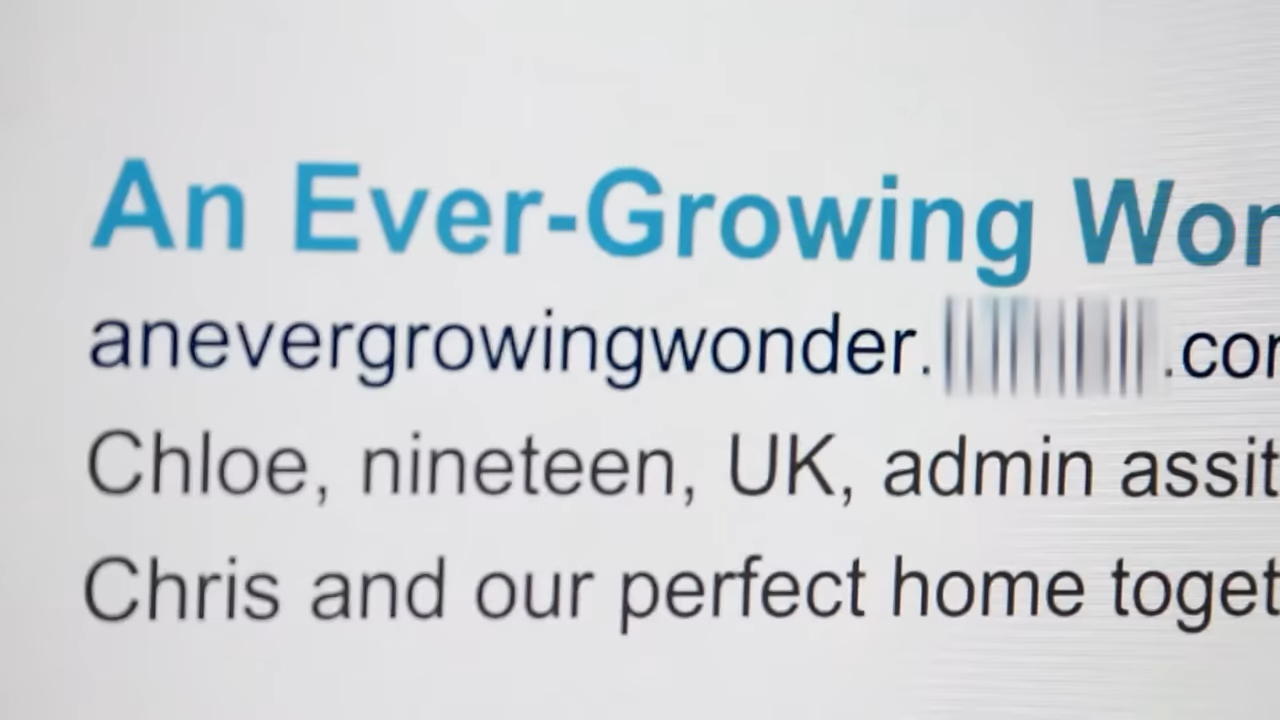 An Ever-Growing Wor
anevergrowingwonder. .cor
Chloe, nineteen, UK, admin assit
Chris and our perfect home toget